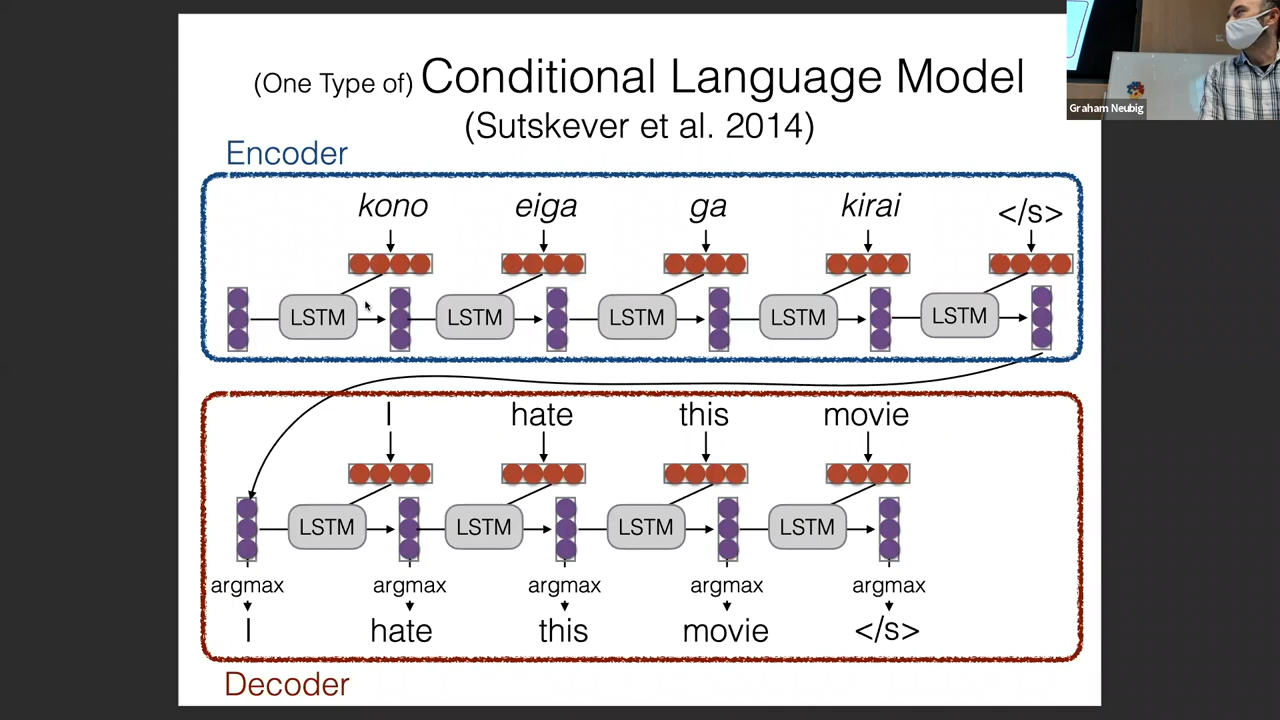 (One Type of) Conditional Language Model
(Sutskever et al. 2014)
Graham Neubig
Encoder
kono eiga ga kirai </s>
LSTM LSTM LSTM LSTM LSTM
I hate this movie
LSTM LSTM LSTM LSTM
argmax argmax argmax argmax argmax
I hate this movie </s>
Decoder